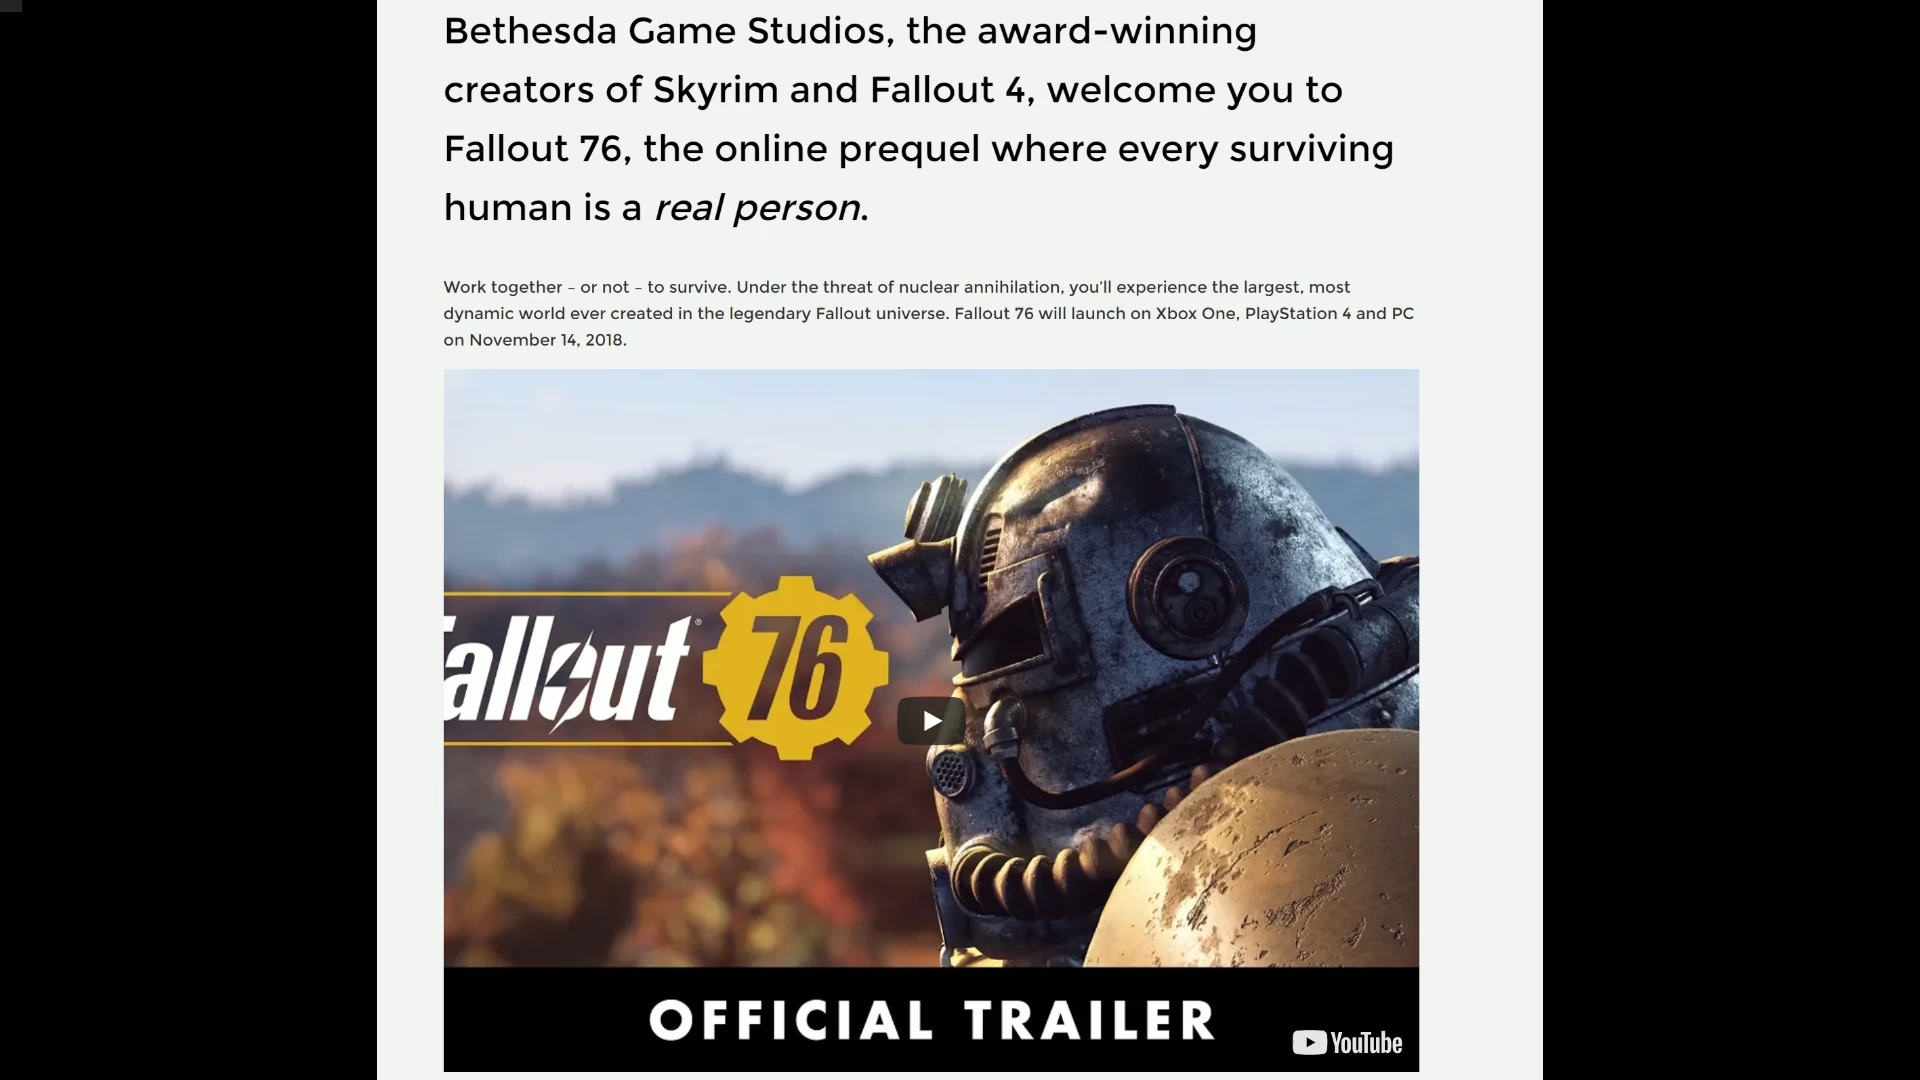 Bethesda Game Studios, the award-winning
creators of Skyrim and Fallout 4, welcome you to
Fallout 76, the online prequel where every surviving
human is a real person.
Work together – or not – to survive. Under the threat of nuclear annihilation, you’ll experience the largest, most
dynamic world ever created in the legendary Fallout universe. Fallout 76 will launch on Xbox One, PlayStation 4 and PC
on November 14, 2018.
Fallout® 76
OFFICIAL TRAILER
YouTube